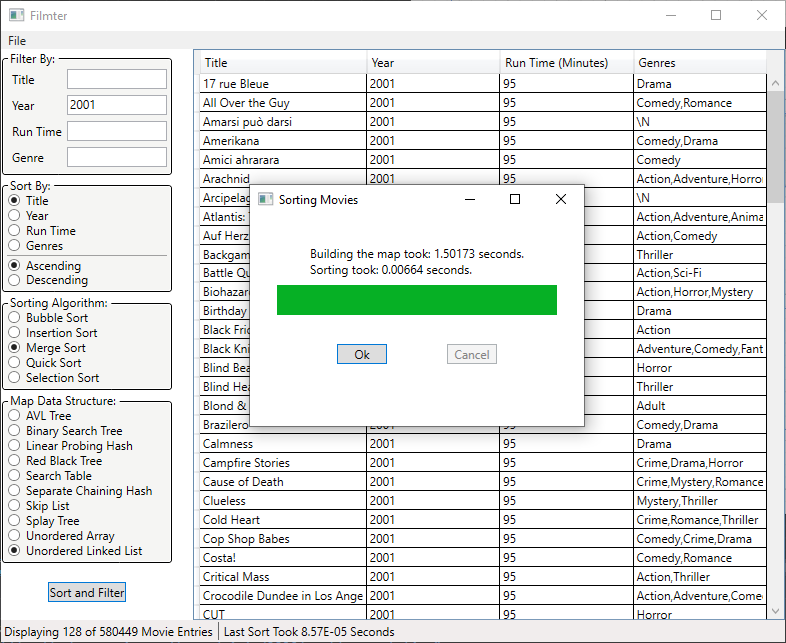 Filmter
File
Filter By:
Title
Year 2001
Run Time
Genre
Sort By:
Title
Year
Run Time
Genres
Ascending
Descending
Sorting Algorithm:
Bubble Sort
Insertion Sort
Merge Sort
Quick Sort
Selection Sort
Map Data Structure:
AVL Tree
Binary Search Tree
Linear Probing Hash
Red Black Tree
Search Table
Separate Chaining Hash
Skip List
Splay Tree
Unordered Array
Unordered Linked List
Sort and Filter
Title Year Run Time (Minutes) Genres
17 rue Bleue 2001 95 Drama
All Over the Guy 2001 95 Comedy,Romance
Amarsi può darsi 2001 95 \N
Amerikana 2001 95 Comedy,Drama
Amici ahrarara 2001 95 Comedy
Arachnid 2001 95 Action,Adventure,Horro
Arcipelag \N
Atlantis: Action,Adventure,Anima
Auf Herz Action,Comedy
Backgam Thriller
Battle Qu Action,Sci-Fi
Biohazar Action,Horror,Mystery
Birthday Drama
Black Fri Action
Black Kni Adventure,Comedy,Fant
Blind Bea Horror
Blind Hea Thriller
Blond & Adult
Brazilero 2001 95 Comedy,Drama
Calmness 2001 95 Drama
Campfire Stories 2001 95 Crime,Drama,Horror
Cause of Death 2001 95 Crime,Mystery,Romance
Clueless 2001 95 Mystery,Thriller
Cold Heart 2001 95 Crime,Romance,Thriller
Cop Shop Babes 2001 95 Comedy,Crime,Drama
Costa! 2001 95 Comedy,Romance
Critical Mass 2001 95 Action,Thriller
Crocodile Dundee in Los Ange 2001 95 Action,Adventure,Come
CUT 2001 95 Horror
Sorting Movies
Building the map took: 1.50173 seconds.
Sorting took: 0.00664 seconds.
Ok Cancel
Displaying 128 of 580449 Movie Entries Last Sort Took 8.57E-05 Seconds